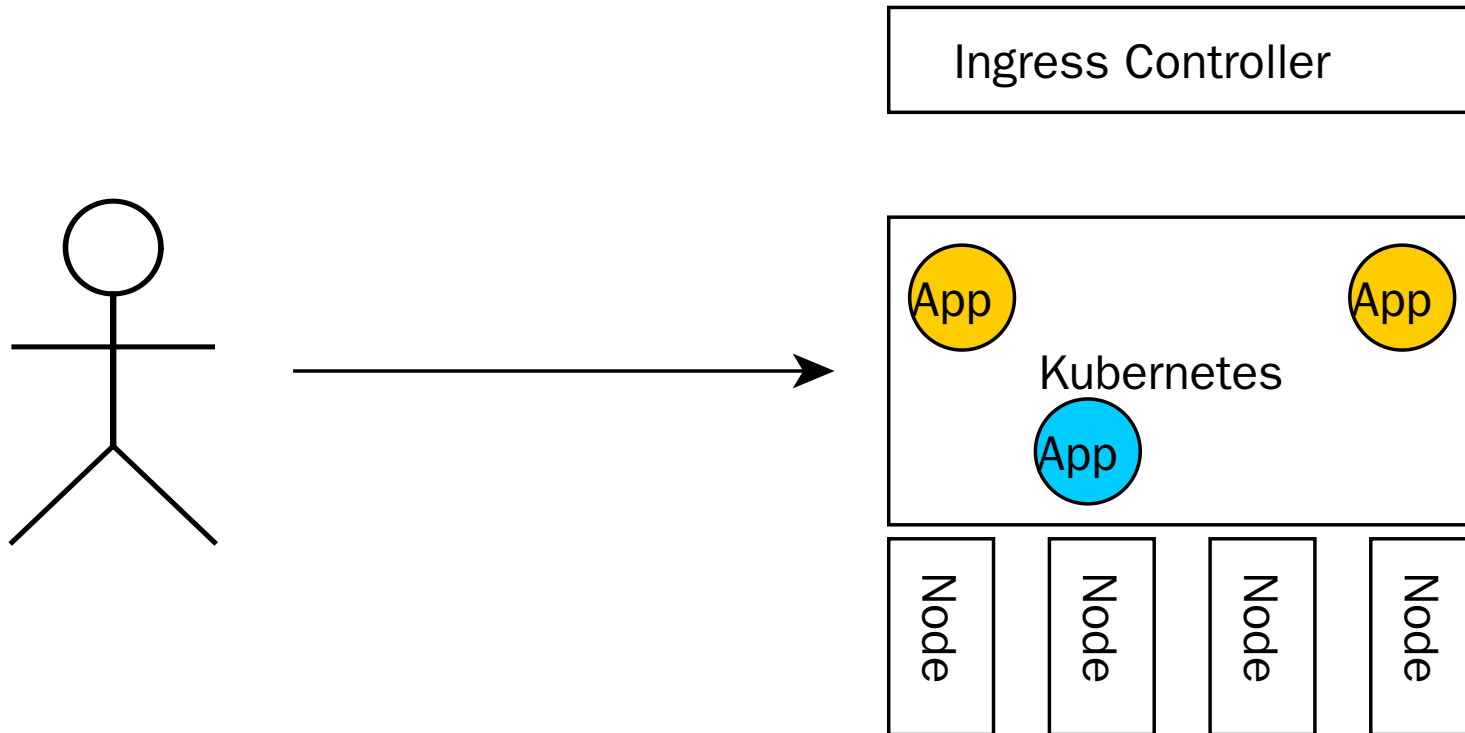 Ingress Controller
App
App
Kubernetes
App
Node
Node
Node
Node